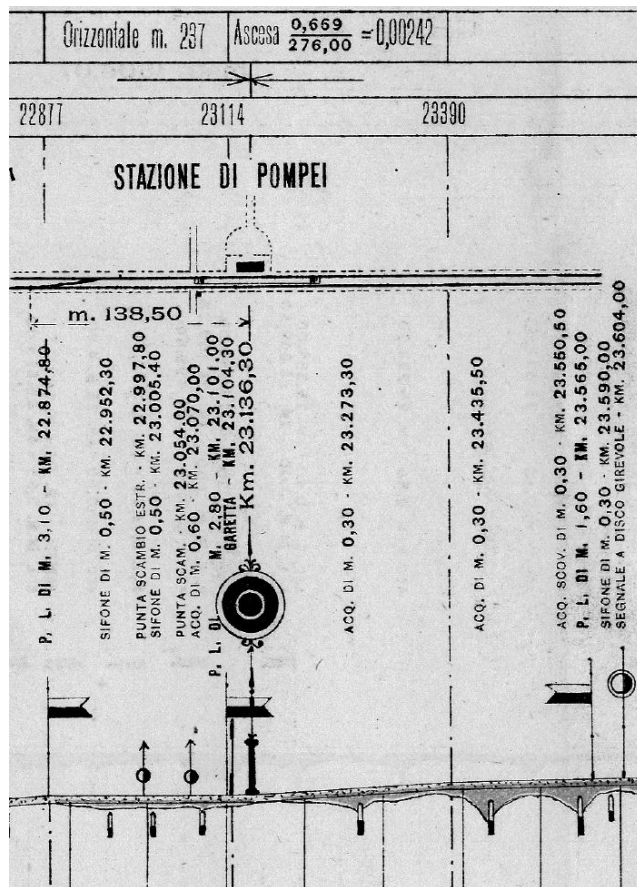 Orizzontale m. 237
Ascesa 0,669 / 276,00 = 0,00242
22877
23114
23390
STAZIONE DI POMPEI
m. 138,50
P. L. DI M. 3,10 - KM. 22.874,80
SIFONE DI M. 0,50 - KM. 22.952,30
PUNTA SCAMBIO ESTR. - KM. 22.997,80
SIFONE DI M. 0,50 - KM. 23.005,40
PUNTA SCAM. - KM. 23.054,00
ACQ. DI M. 0,60 - KM. 23.070,00
P. L. DI M. 2,80 - KM. 23.101,00
GARETTA - KM. 23.104,30
Km. 23.136,30
ACQ. DI M. 0,30 - KM. 23.273,30
ACQ. DI M. 0,30 - KM. 23.435,50
ACQ. SCOV. DI M. 0,30 - KM. 23.550,50
P. L. DI M. 1,60 - KM. 23.565,00
SIFONE DI M. 0,30 - KM. 23.590,00
SEGNALE A DISCO GIREVOLE - KM. 23.604,00